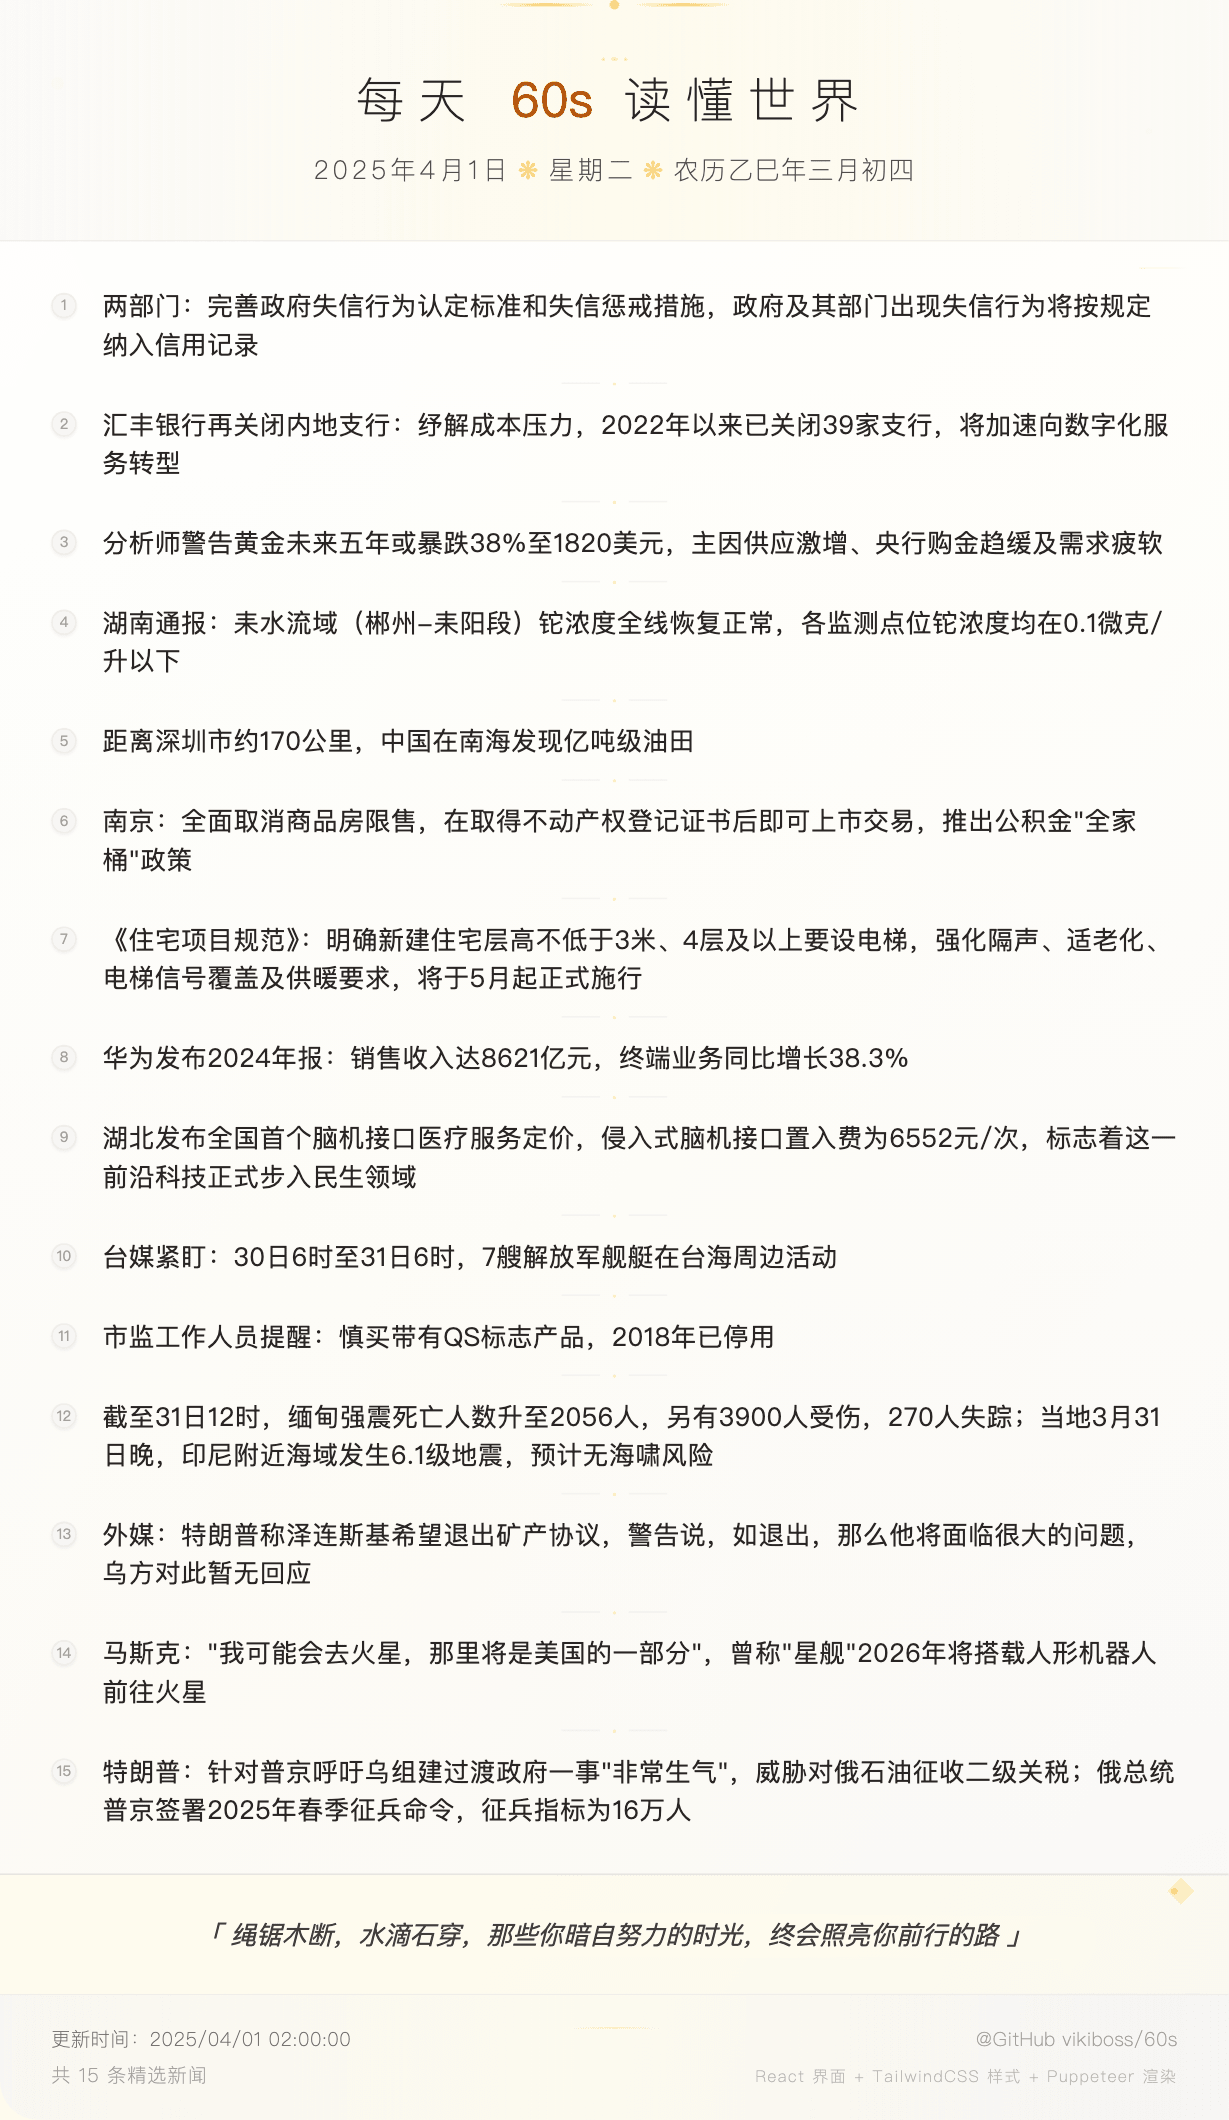 每天 60s 读懂世界
2025年4月1日 ❋ 星期二 ❋ 农历乙巳年三月初四
1 两部门：完善政府失信行为认定标准和失信惩戒措施，政府及其部门出现失信行为将按规定
纳入信用记录
2 汇丰银行再关闭内地支行：纾解成本压力，2022年以来已关闭39家支行，将加速向数字化服
务转型
3 分析师警告黄金未来五年或暴跌38%至1820美元，主因供应激增、央行购金趋缓及需求疲软
4 湖南通报：耒水流域（郴州–耒阳段）铊浓度全线恢复正常，各监测点位铊浓度均在0.1微克/
升以下
5 距离深圳市约170公里，中国在南海发现亿吨级油田
6 南京：全面取消商品房限售，在取得不动产权登记证书后即可上市交易，推出公积金"全家
桶"政策
7 《住宅项目规范》：明确新建住宅层高不低于3米、4层及以上要设电梯，强化隔声、适老化、
电梯信号覆盖及供暖要求，将于5月起正式施行
8 华为发布2024年报：销售收入达8621亿元，终端业务同比增长38.3%
9 湖北发布全国首个脑机接口医疗服务定价，侵入式脑机接口置入费为6552元/次，标志着这一
前沿科技正式步入民生领域
10 台媒紧盯：30日6时至31日6时，7艘解放军舰艇在台海周边活动
11 市监工作人员提醒：慎买带有QS标志产品，2018年已停用
12 截至31日12时，缅甸强震死亡人数升至2056人，另有3900人受伤，270人失踪；当地3月31
日晚，印尼附近海域发生6.1级地震，预计无海啸风险
13 外媒：特朗普称泽连斯基希望退出矿产协议，警告说，如退出，那么他将面临很大的问题，
乌方对此暂无回应
14 马斯克："我可能会去火星，那里将是美国的一部分"，曾称"星舰"2026年将搭载人形机器人
前往火星
15 特朗普：针对普京呼吁乌组建过渡政府一事"非常生气"，威胁对俄石油征收二级关税；俄总统
普京签署2025年春季征兵命令，征兵指标为16万人
「 绳锯木断，水滴石穿，那些你暗自努力的时光，终会照亮你前行的路 」
更新时间：2025/04/01 02:00:00
@GitHub vikiboss/60s
共 15 条精选新闻
React 界面 + TailwindCSS 样式 + Puppeteer 渲染